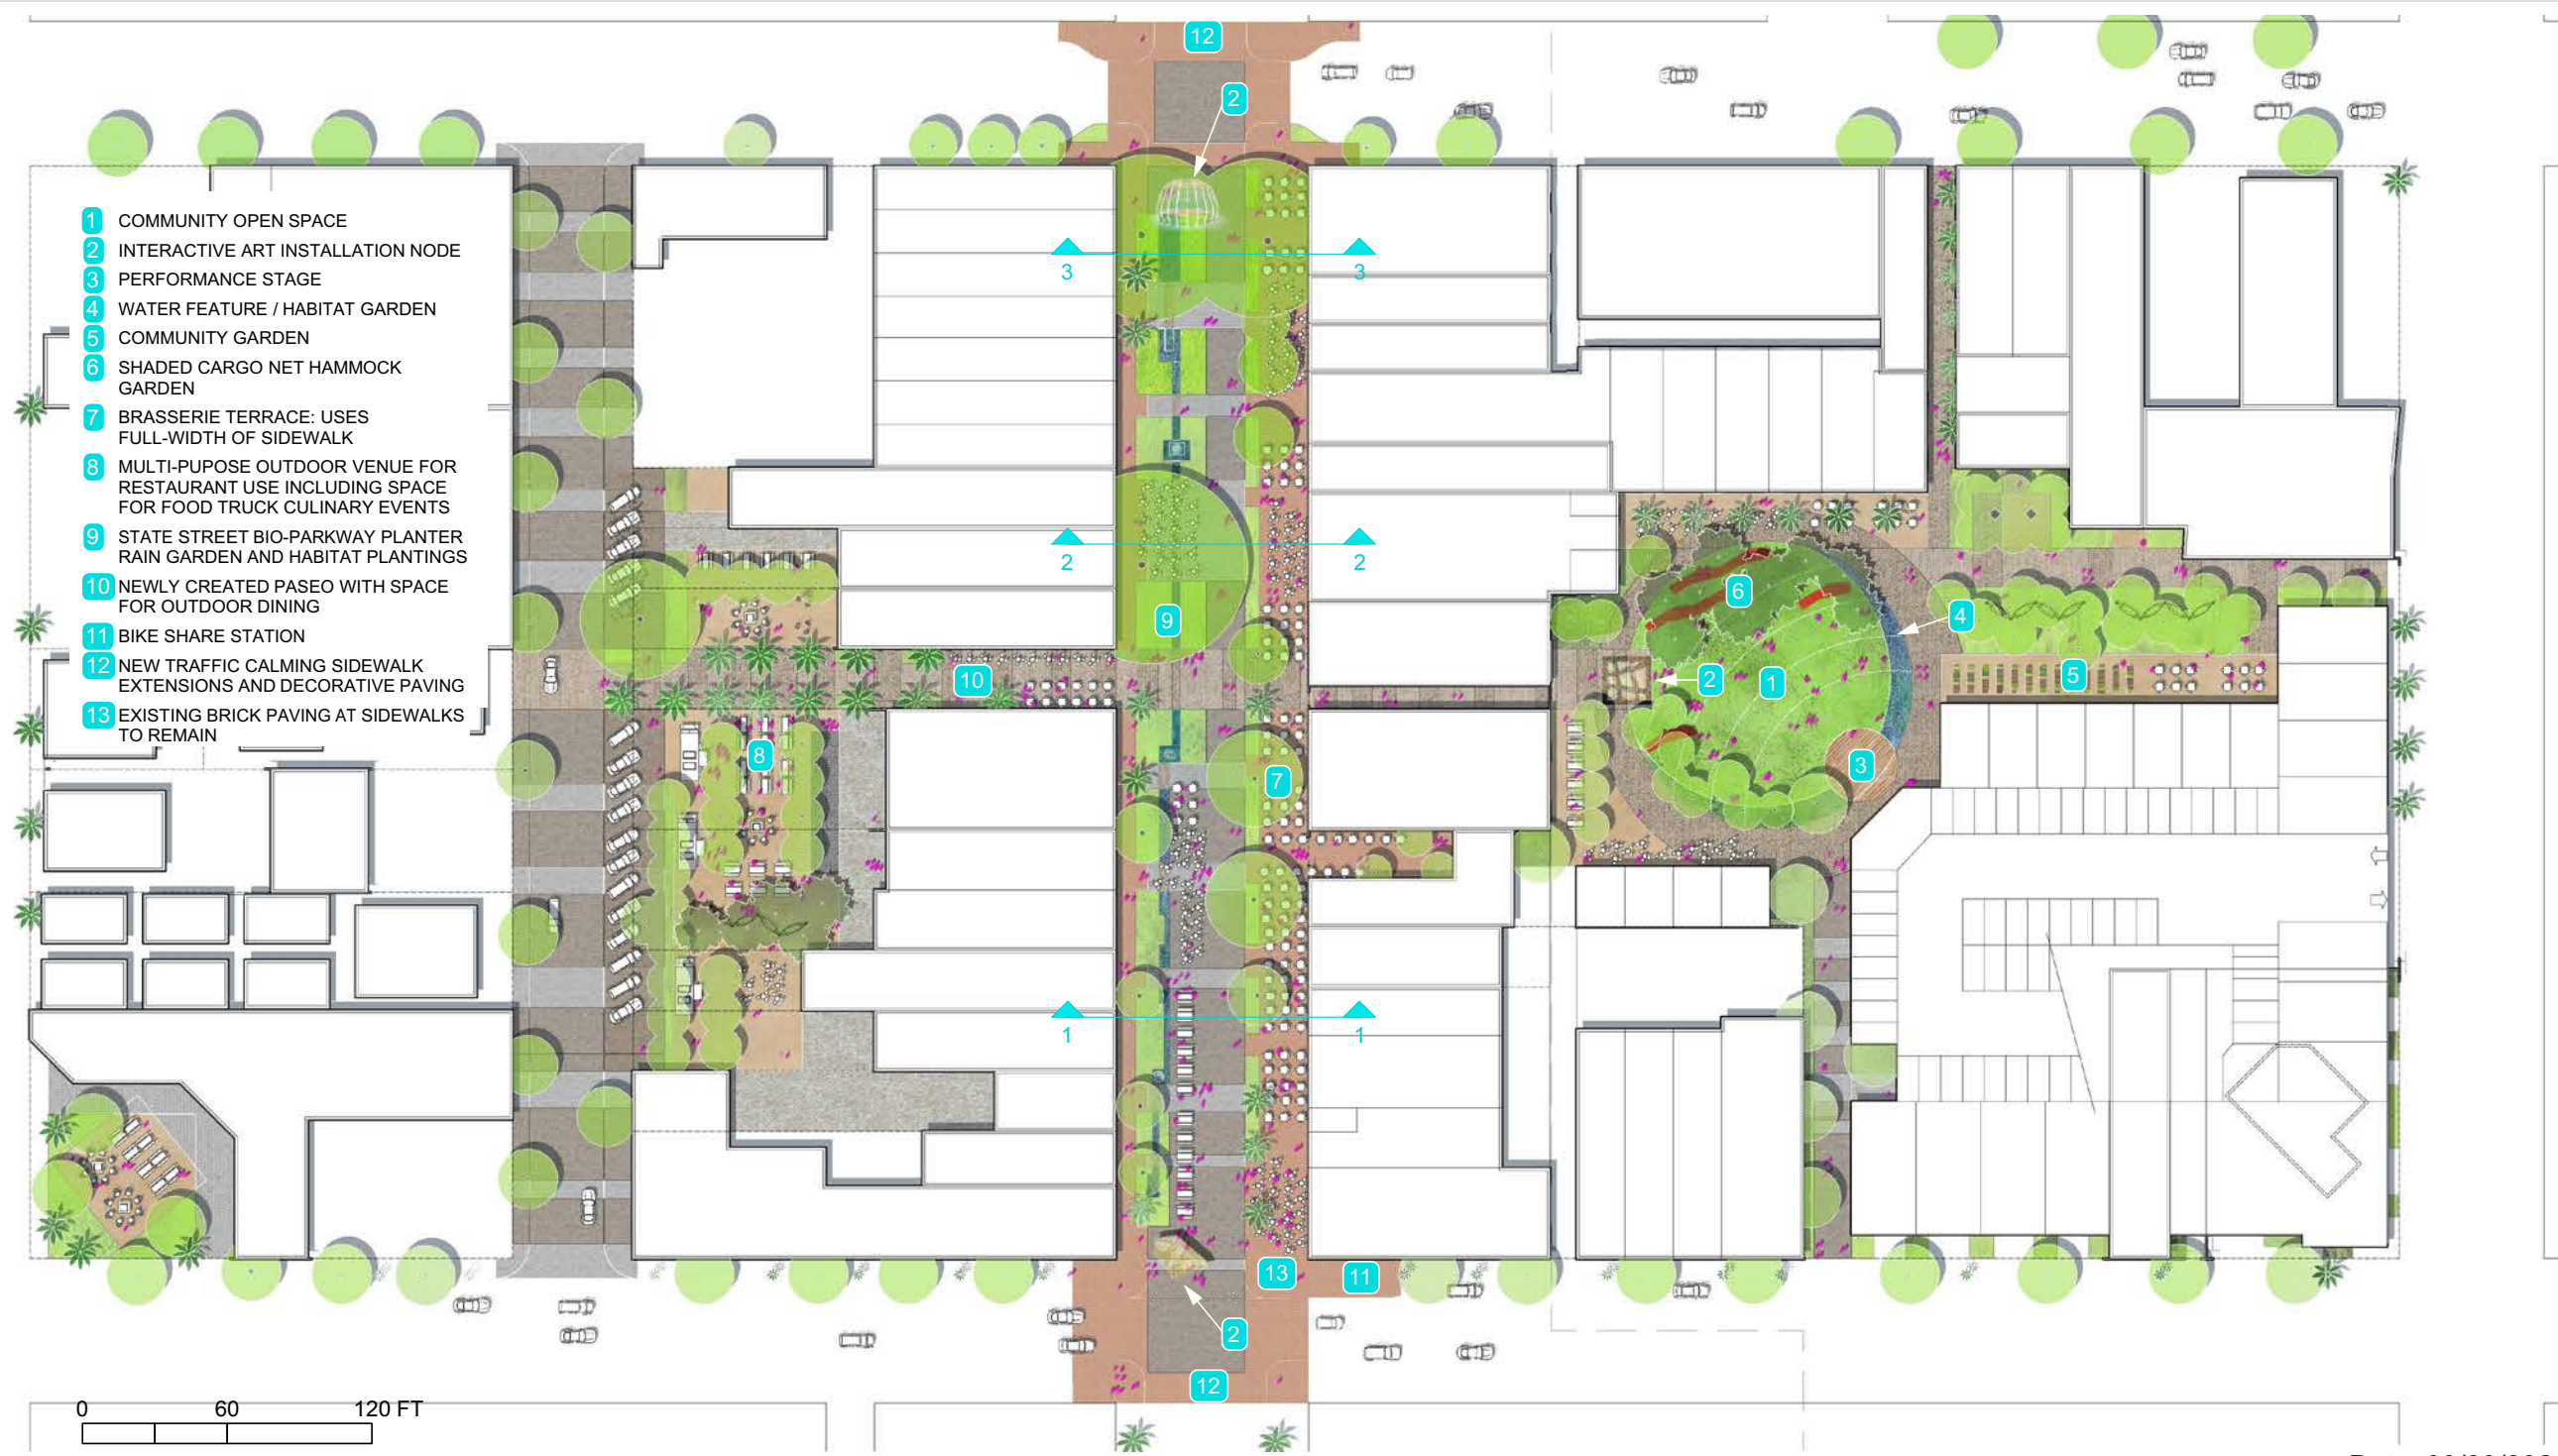 12
2
1 COMMUNITY OPEN SPACE
2 INTERACTIVE ART INSTALLATION NODE
3 PERFORMANCE STAGE
4 WATER FEATURE / HABITAT GARDEN
5 COMMUNITY GARDEN
6 SHADED CARGO NET HAMMOCK
GARDEN
7 BRASSERIE TERRACE: USES
FULL-WIDTH OF SIDEWALK
8 MULTI-PUPOSE OUTDOOR VENUE FOR
RESTAURANT USE INCLUDING SPACE
FOR FOOD TRUCK CULINARY EVENTS
9 STATE STREET BIO-PARKWAY PLANTER
RAIN GARDEN AND HABITAT PLANTINGS
10 NEWLY CREATED PASEO WITH SPACE
FOR OUTDOOR DINING
11 BIKE SHARE STATION
12 NEW TRAFFIC CALMING SIDEWALK
EXTENSIONS AND DECORATIVE PAVING
13 EXISTING BRICK PAVING AT SIDEWALKS
TO REMAIN
3 3
2 2
6
4
9
10
2
1
5
8
7
3
1 1
13
11
2
12
0 60 120 FT